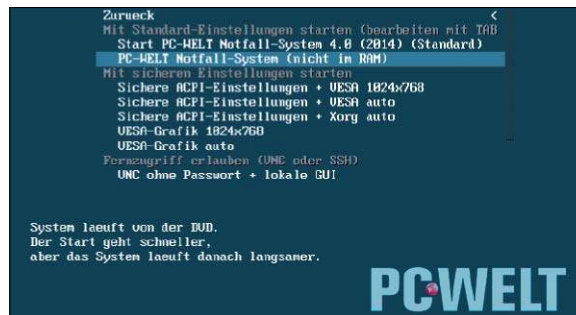 Zurueck <
Mit Standard-Einstellungen starten (bearbeiten mit TAB
Start PC-WELT Notfall-System 4.0 (2014) (Standard)
PC-WELT Notfall-System (nicht im RAM)
Mit sicheren Einstellungen starten
Sichere ACPI-Einstellungen + VESA 1024x768
Sichere ACPI-Einstellungen + VESA auto
Sichere ACPI-Einstellungen + Xorg auto
VESA-Grafik 1024x768
VESA-Grafik auto
Fernzugriff erlauben (VNC oder SSH)
VNC ohne Passwort + lokale GUI
System laeuft von der DVD.
Der Start geht schneller,
aber das System laeuft danach langsamer.
PCWELT